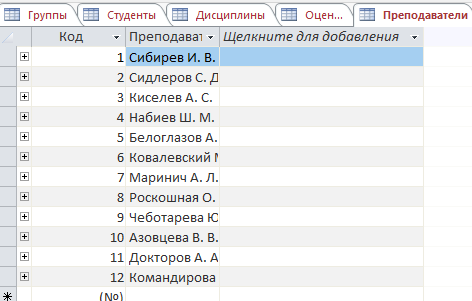 Группы Студенты Дисциплины Оцен... Преподаватели
Код Преподават Щелкните для добавления
1 Сибирев И. В.
2 Сидлеров С. Д
3 Киселев А. С.
4 Набиев Ш. М.
5 Белоглазов А.
6 Ковалевский М
7 Маринич А. Л.
8 Роскошная О.
9 Чеботарева Ю
10 Азовцева В. В.
11 Докторов А. А
12 Командирова
(№)